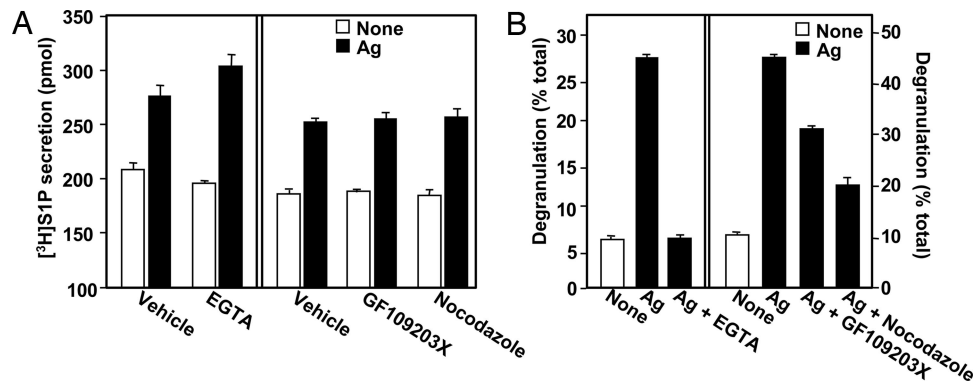 A
[³H]S1P secretion (pmol)
350
300
250
200
150
100
None
Ag
Vehicle
EGTA
Vehicle
GF109203X
Nocodazole
B
Degranulation (% total)
30
25
20
15
10
5
0
None
Ag
50
40
30
20
10
0
Degranulation (% total)
None
Ag
Ag + EGTA
None
Ag
Ag + GF109203X
Ag + Nocodazole